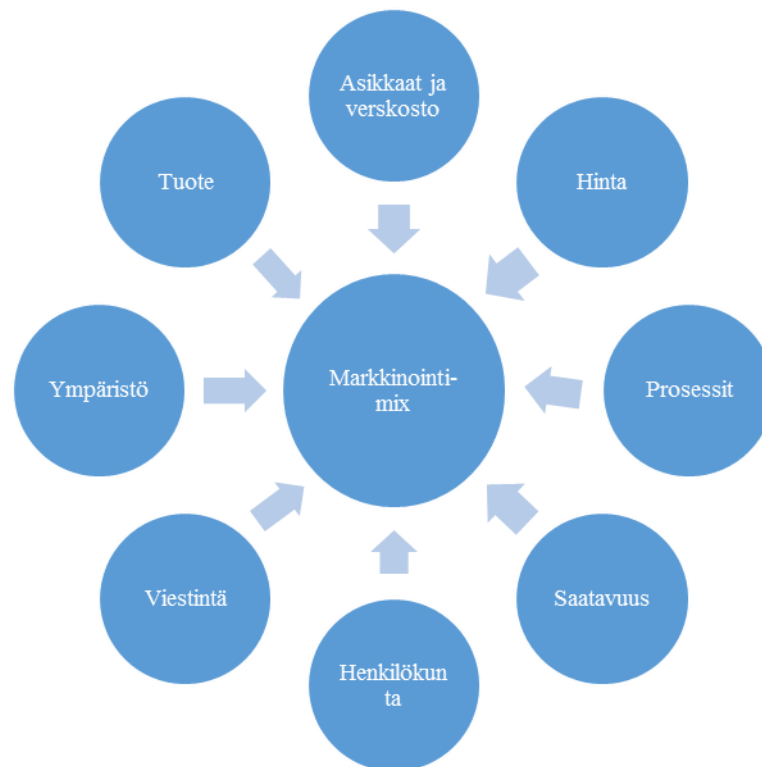 Asikkaat ja
verskosto
Tuote
Hinta
Ympäristö
Markkinointi-
mix
Prosessit
Viestintä
Saatavuus
Henkilökun
ta